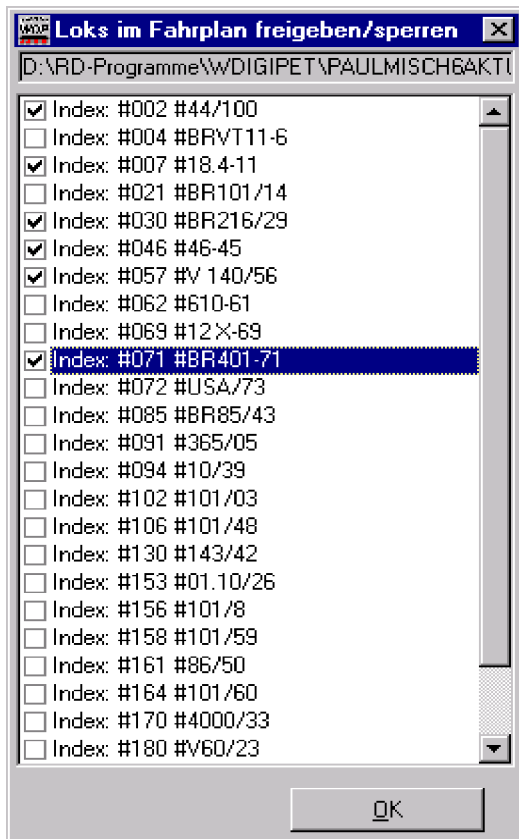 WDP Loks im Fahrplan freigeben/sperren
D:\RD-Programme\WDIGIPET\PAULMISCH6AKTU
Index: #002 #44/100
Index: #004 #BRVT11-6
Index: #007 #18.4-11
Index: #021 #BR101/14
Index: #030 #BR216/29
Index: #046 #46-45
Index: #057 #V 140/56
Index: #062 #610-61
Index: #069 #12X-69
Index: #071 #BR401-71
Index: #072 #USA/73
Index: #085 #BR85/43
Index: #091 #365/05
Index: #094 #10/39
Index: #102 #101/03
Index: #106 #101/48
Index: #130 #143/42
Index: #153 #01.10/26
Index: #156 #101/8
Index: #158 #101/59
Index: #161 #86/50
Index: #164 #101/60
Index: #170 #4000/33
Index: #180 #V60/23
OK